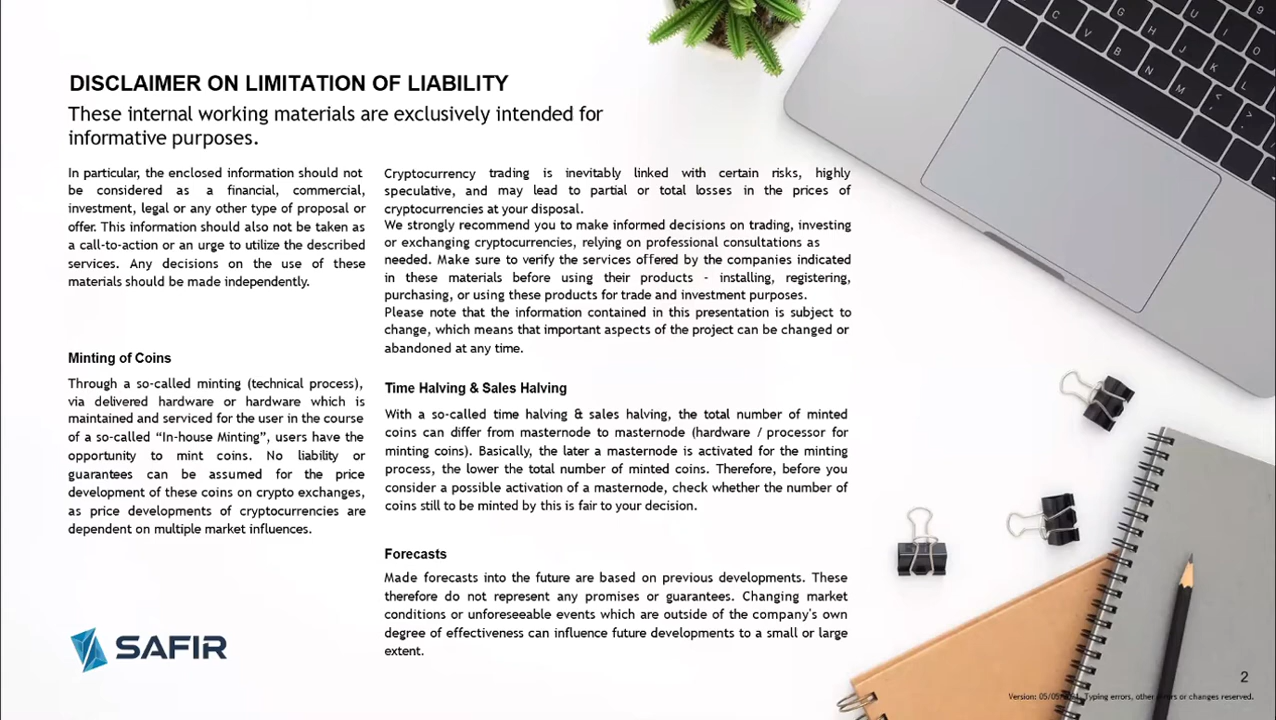 DISCLAIMER ON LIMITATION OF LIABILITY
These internal working materials are exclusively intended for
informative purposes.
In particular, the enclosed information should not
be considered as a financial, commercial,
investment, legal or any other type of proposal or
offer. This information should also not be taken as
a call-to-action or an urge to utilize the described
services. Any decisions on the use of these
materials should be made independently.
Minting of Coins
Through a so-called minting (technical process),
via delivered hardware or hardware which is
maintained and serviced for the user in the course
of a so-called “In-house Minting”, users have the
opportunity to mint coins. No liability or
guarantees can be assumed for the price
development of these coins on crypto exchanges,
as price developments of cryptocurrencies are
dependent on multiple market influences.
Cryptocurrency trading is inevitably linked with certain risks, highly
speculative, and may lead to partial or total losses in the prices of
cryptocurrencies at your disposal.
We strongly recommend you to make informed decisions on trading, investing
or exchanging cryptocurrencies, relying on professional consultations as
needed. Make sure to verify the services offered by the companies indicated
in these materials before using their products - installing, registering,
purchasing, or using these products for trade and investment purposes.
Please note that the information contained in this presentation is subject to
change, which means that important aspects of the project can be changed or
abandoned at any time.
Time Halving & Sales Halving
With a so-called time halving & sales halving, the total number of minted
coins can differ from masternode to masternode (hardware / processor for
minting coins). Basically, the later a masternode is activated for the minting
process, the lower the total number of minted coins. Therefore, before you
consider a possible activation of a masternode, check whether the number of
coins still to be minted by this is fair to your decision.
Forecasts
Made forecasts into the future are based on previous developments. These
therefore do not represent any promises or guarantees. Changing market
conditions or unforeseeable events which are outside of the company's own
degree of effectiveness can influence future developments to a small or large
extent.
SAFIR
2
Version: Typing errors, other or changes reserved.